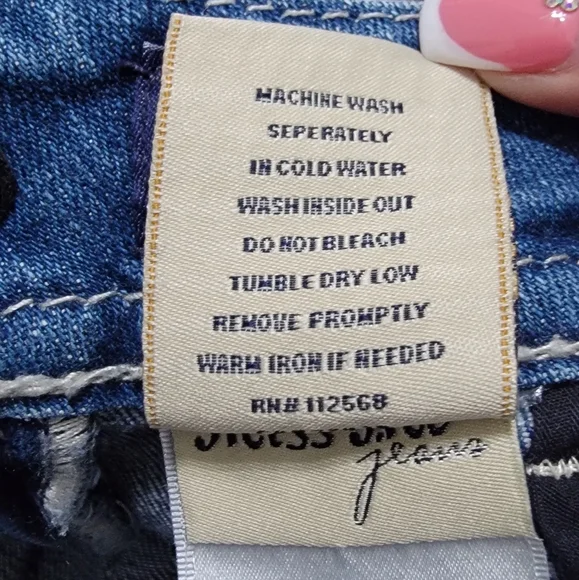 MACHINE WASH
SEPERATELY
IN COLD WATER
WASH INSIDE OUT
DO NOT BLEACH
TUMBLE DRY LOW
REMOVE PROMPTLY
WARM IRON IF NEEDED
RN# 112568
jeans